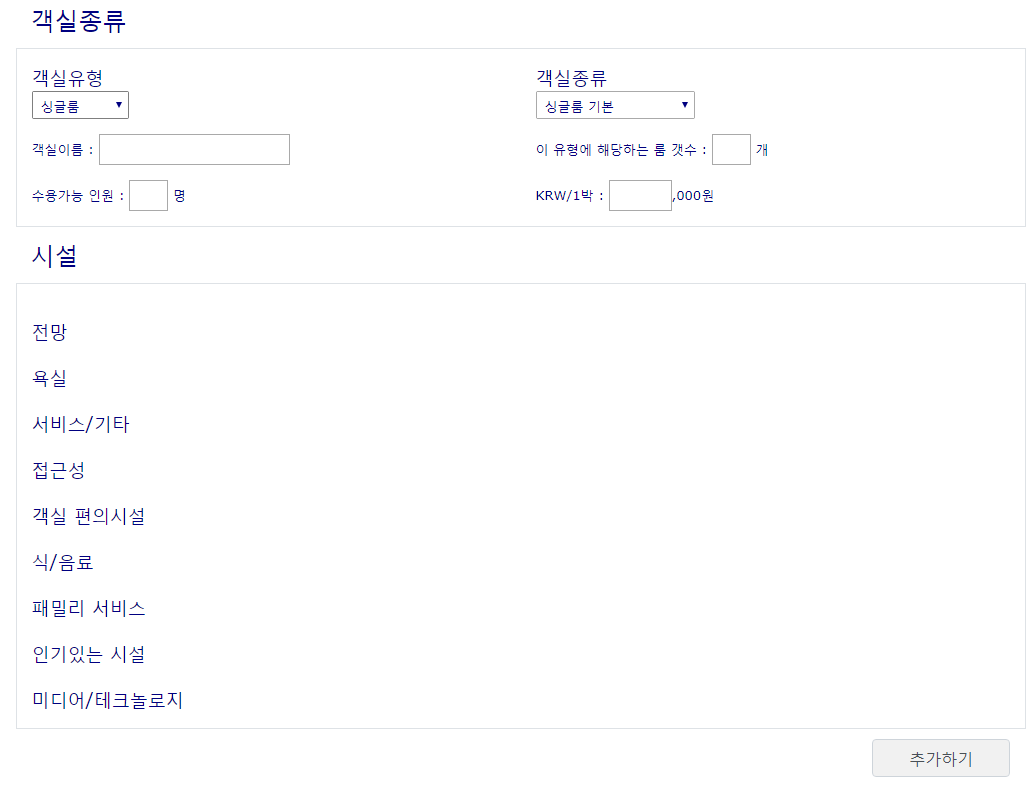 객실종류
객실유형 객실종류
싱글룸 싱글룸 기본
객실이름 : 이 유형에 해당하는 룸 갯수 : 개
수용가능 인원 : 명 KRW/1박 : ,000원
시설
전망
욕실
서비스/기타
접근성
객실 편의시설
식/음료
패밀리 서비스
인기있는 시설
미디어/테크놀로지
추가하기